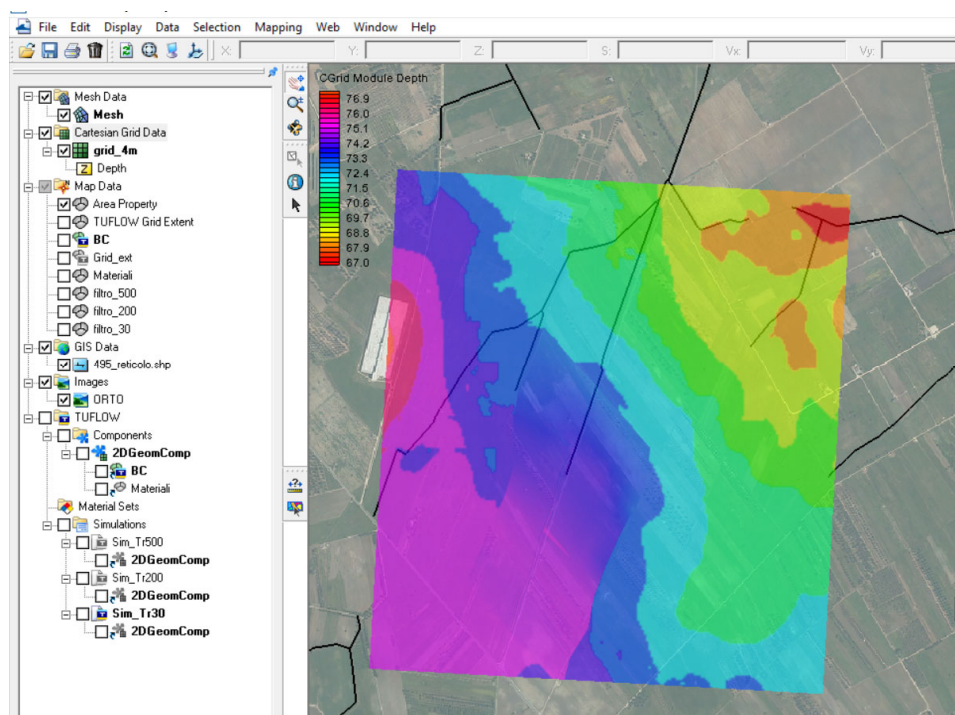 File Edit Display Data Selection Mapping Web Window Help
X: Y: Z: S: Vx: Vy:
Mesh Data
Mesh
Cartesian Grid Data
grid_4m
Z Depth
Map Data
Area Property
TUFLOW Grid Extent
BC
Grid_ext
Materiali
filtro_500
filtro_200
filtro_30
GIS Data
495_reticolo.shp
Images
ORTO
TUFLOW
Components
2DGeomComp
BC
Materiali
Material Sets
Simulations
Sim_Tr500
2DGeomComp
Sim_Tr200
2DGeomComp
Sim_Tr30
2DGeomComp
CGrid Module Depth
76.9
76.0
75.1
74.2
73.3
72.4
71.5
70.6
69.7
68.8
67.9
67.0